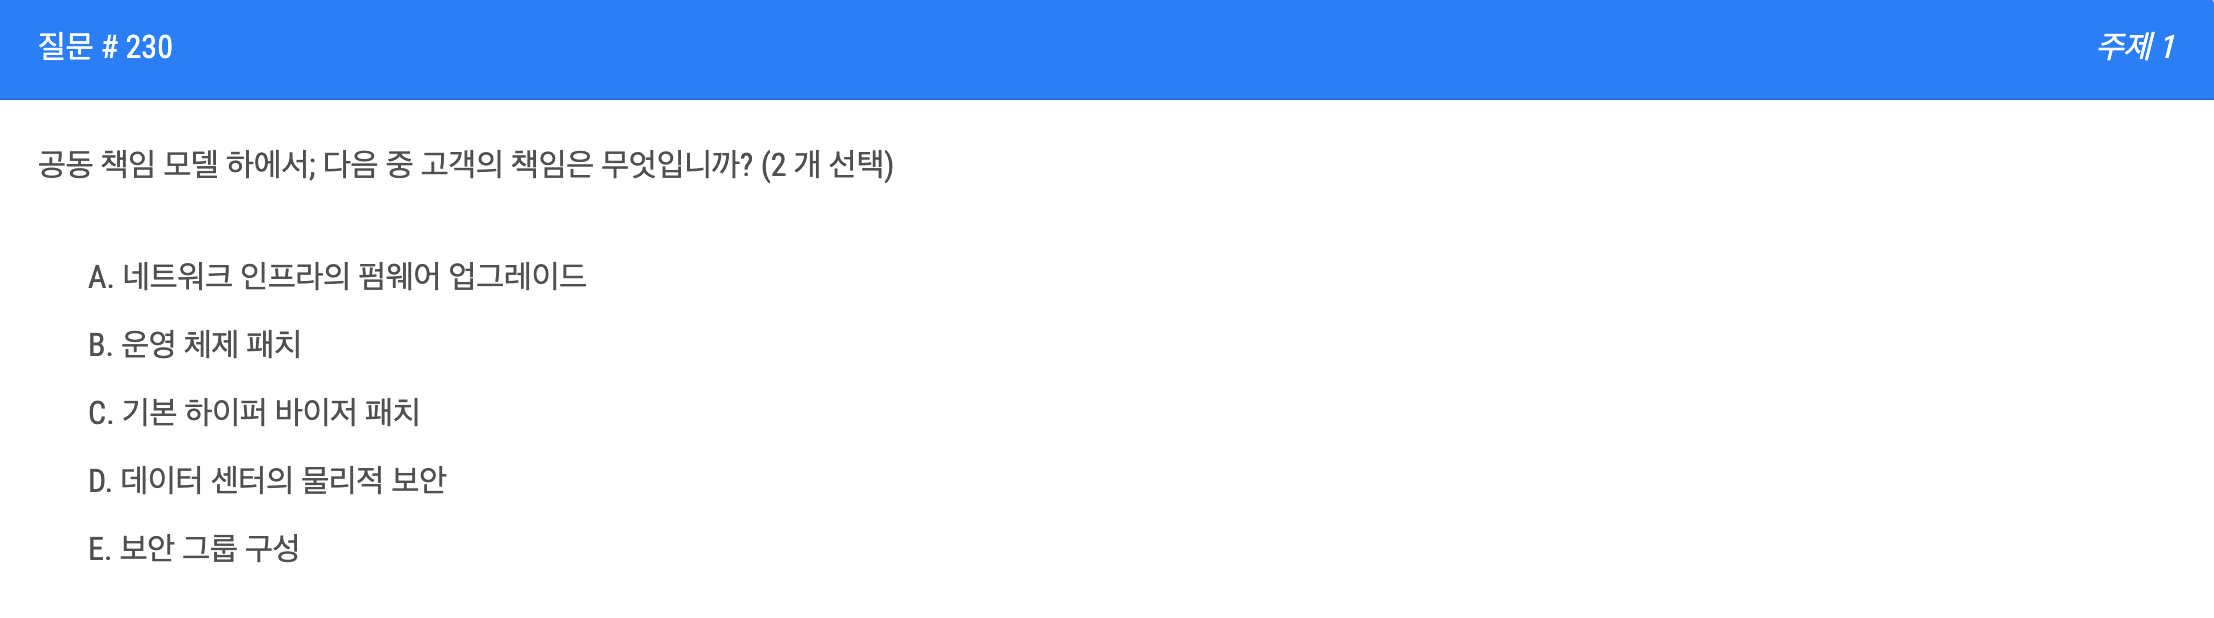 질문 # 230
주제 1
공동 책임 모델 하에서; 다음 중 고객의 책임은 무엇입니까? (2 개 선택)
A. 네트워크 인프라의 펌웨어 업그레이드
B. 운영 체제 패치
C. 기본 하이퍼 바이저 패치
D. 데이터 센터의 물리적 보안
E. 보안 그룹 구성